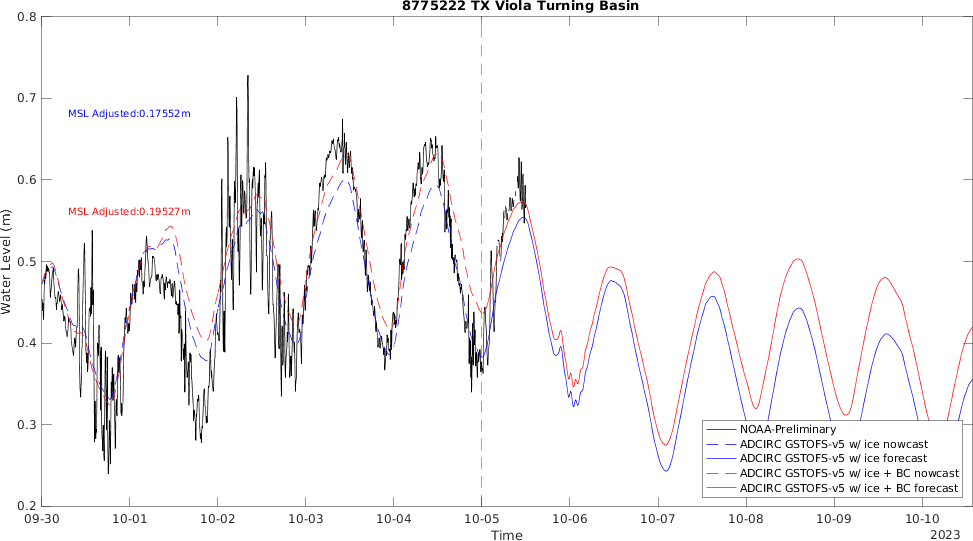 8775222 TX Viola Turning Basin
0.8
0.7
0.6
0.5
0.4
0.3
0.2
Water Level (m)
MSL Adjusted:0.17552m
MSL Adjusted:0.19527m
NOAA-Preliminary
ADCIRC GSTOFS-v5 w/ ice nowcast
ADCIRC GSTOFS-v5 w/ ice forecast
ADCIRC GSTOFS-v5 w/ ice + BC nowcast
ADCIRC GSTOFS-v5 w/ ice + BC forecast
09-30 10-01 10-02 10-03 10-04 10-05 10-06 10-07 10-08 10-09 10-10
Time
2023